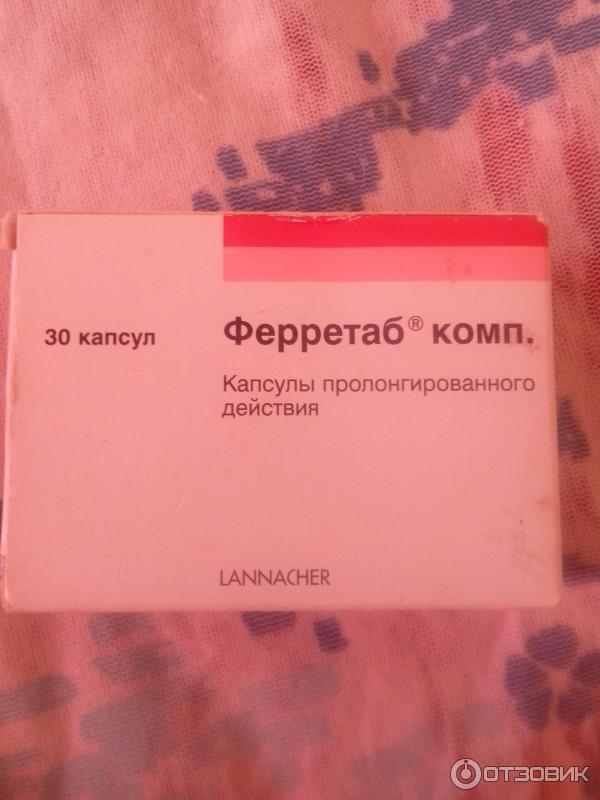 30 капсул
Ферретаб® комп.
Капсулы пролонгированного
действия
LANNACHER
ОТЗОВИК